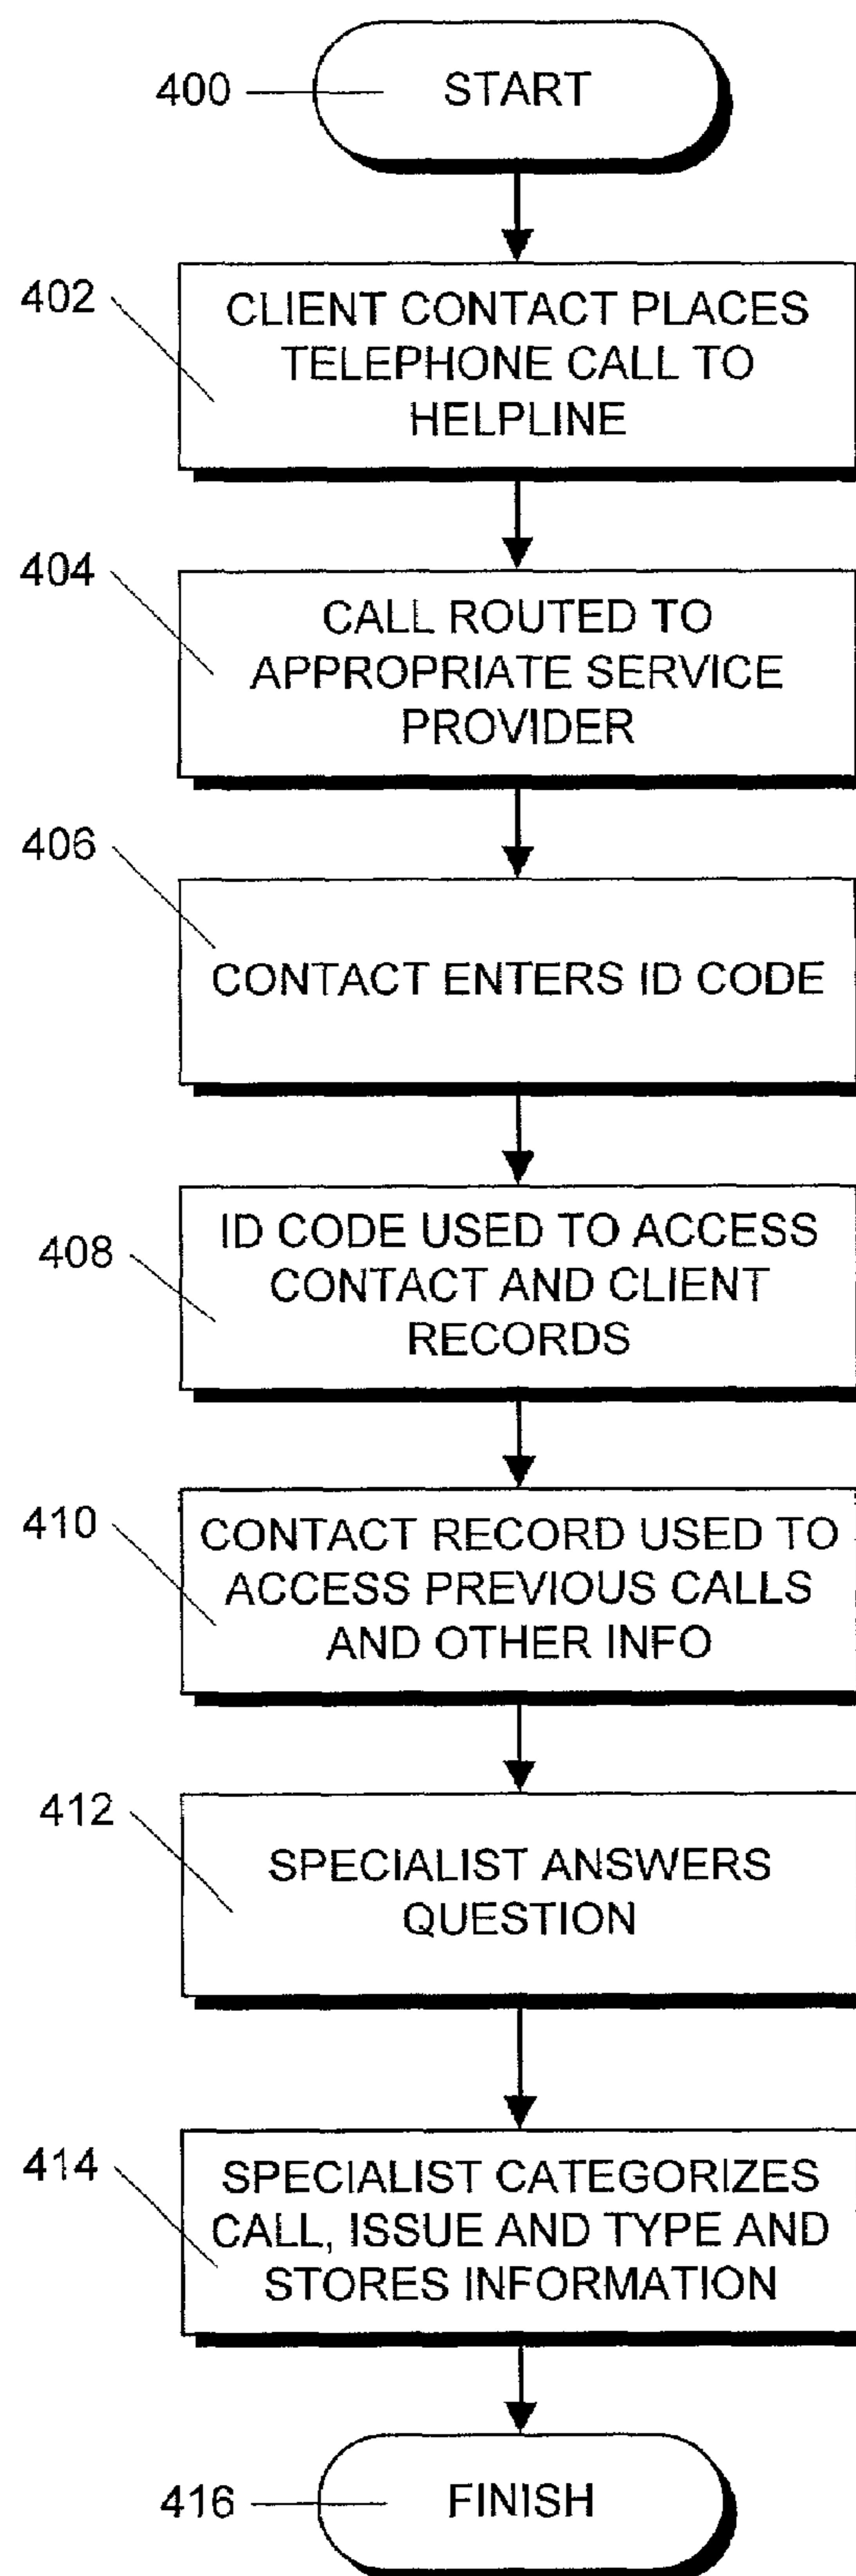 400
START
402
CLIENT CONTACT PLACES
TELEPHONE CALL TO
HELPLINE
404
CALL ROUTED TO
APPROPRIATE SERVICE
PROVIDER
406
CONTACT ENTERS ID CODE
408
ID CODE USED TO ACCESS
CONTACT AND CLIENT
RECORDS
410
CONTACT RECORD USED TO
ACCESS PREVIOUS CALLS
AND OTHER INFO
412
SPECIALIST ANSWERS
QUESTION
414
SPECIALIST CATEGORIZES
CALL, ISSUE AND TYPE AND
STORES INFORMATION
416
FINISH